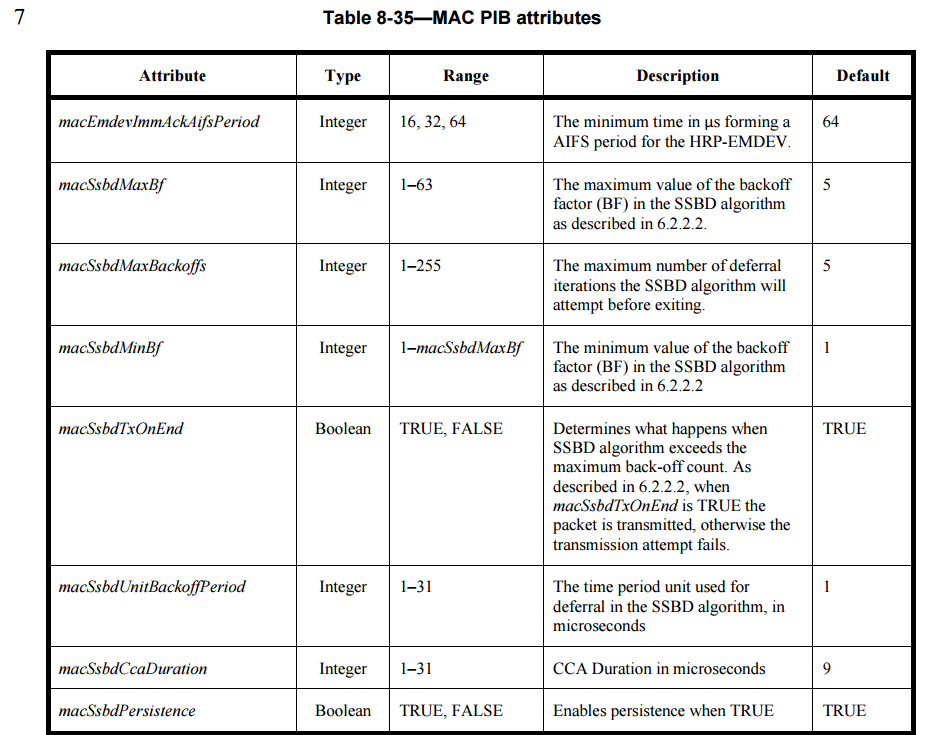 7
Table 8-35—MAC PIB attributes
Attribute Type Range Description Default
macEmdevImmAckAifsPeriod Integer 16, 32, 64 The minimum time in µs forming a 64
AIFS period for the HRP-EMDEV.
macSsbdMaxBf Integer 1–63 The maximum value of the backoff 5
factor (BF) in the SSBD algorithm
as described in 6.2.2.2.
macSsbdMaxBackoffs Integer 1–255 The maximum number of deferral 5
iterations the SSBD algorithm will
attempt before exiting.
macSsbdMinBf Integer 1–macSsbdMaxBf The minimum value of the backoff 1
factor (BF) in the SSBD algorithm
as described in 6.2.2.2
macSsbdTxOnEnd Boolean TRUE, FALSE Determines what happens when TRUE
SSBD algorithm exceeds the
maximum back-off count. As
described in 6.2.2.2, when
macSsbdTxOnEnd is TRUE the
packet is transmitted, otherwise the
transmission attempt fails.
macSsbdUnitBackoffPeriod Integer 1–31 The time period unit used for 1
deferral in the SSBD algorithm, in
microseconds
macSsbdCcaDuration Integer 1–31 CCA Duration in microseconds 9
macSsbdPersistence Boolean TRUE, FALSE Enables persistence when TRUE TRUE